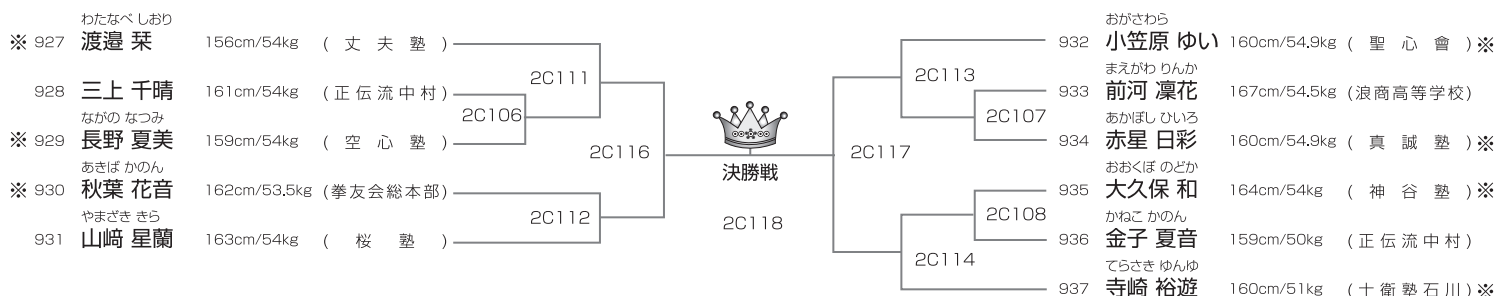 わたなべ しおり
※ 927 渡邉 栞 156cm/54kg ( 丈夫塾 )
928 三上 千晴 161cm/54kg (正伝流中村)
ながの なつみ
※ 929 長野 夏美 159cm/54kg ( 空心塾 )
あきば かのん
※ 930 秋葉 花音 162cm/53.5kg (拳友会総本部)
やまざき きら
931 山﨑 星蘭 163cm/54kg ( 桜塾 )
2C111
2C106
2C116
2C112
決勝戦
2C118
2C117
2C113
2C107
2C108
2C114
おがさわら
932 小笠原 ゆい 160cm/54.9kg ( 聖心會 )※
まえがわ りんか
933 前河 凜花 167cm/54.5kg (浪商高等学校)
あかぼし ひいろ
934 赤星 日彩 160cm/54.9kg ( 真誠塾 )※
おおくぼ のどか
935 大久保 和 164cm/54kg ( 神谷塾 )※
かねこ かのん
936 金子 夏音 159cm/50kg (正伝流中村)
てらさき ゆんゆ
937 寺崎 裕遊 160cm/51kg (士衛塾石川)※